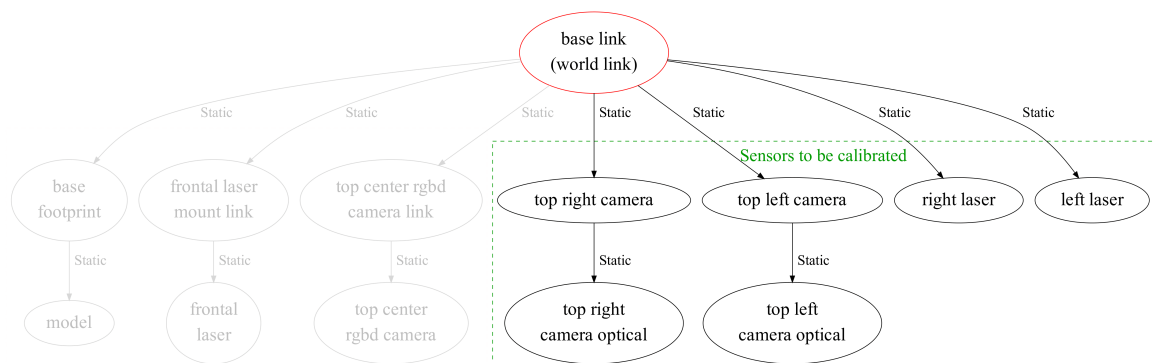 base link
(world link)
Static
Static
Static
Static
Static
Static
Static
Sensors to be calibrated
base
footprint
frontal laser
mount link
top center rgbd
camera link
top right camera
top left camera
right laser
left laser
Static
Static
Static
Static
Static
model
frontal
laser
top center
rgbd camera
top right
camera optical
top left
camera optical